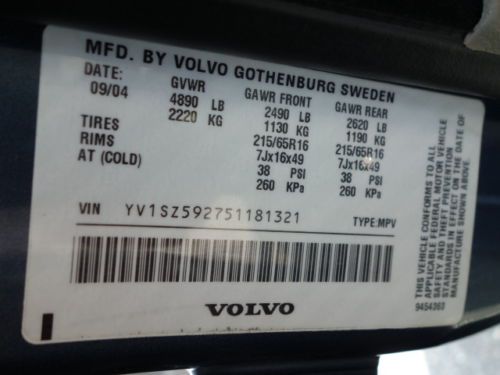 MFD. BY VOLVO GOTHENBURG SWEDEN
DATE: GVWR GAWR FRONT GAWR REAR
09/04 4890 LB 2490 LB 2620 LB
2220 KG 1130 KG 1190 KG
TIRES 215/65R16 215/65R16
RIMS 7Jx16x49 7Jx16x49
AT (COLD) 38 PSI 38 PSI
260 KPa 260 KPa
VIN YV1SZ592751181321 TYPE:MPV
VOLVO
THIS VEHICLE CONFORMS TO ALL
APPLICABLE FEDERAL MOTOR VEHICLE
SAFETY AND THEFT PREVENTION
STANDARDS IN EFFECT ON THE DATE OF
MANUFACTURE SHOWN ABOVE.
9454363